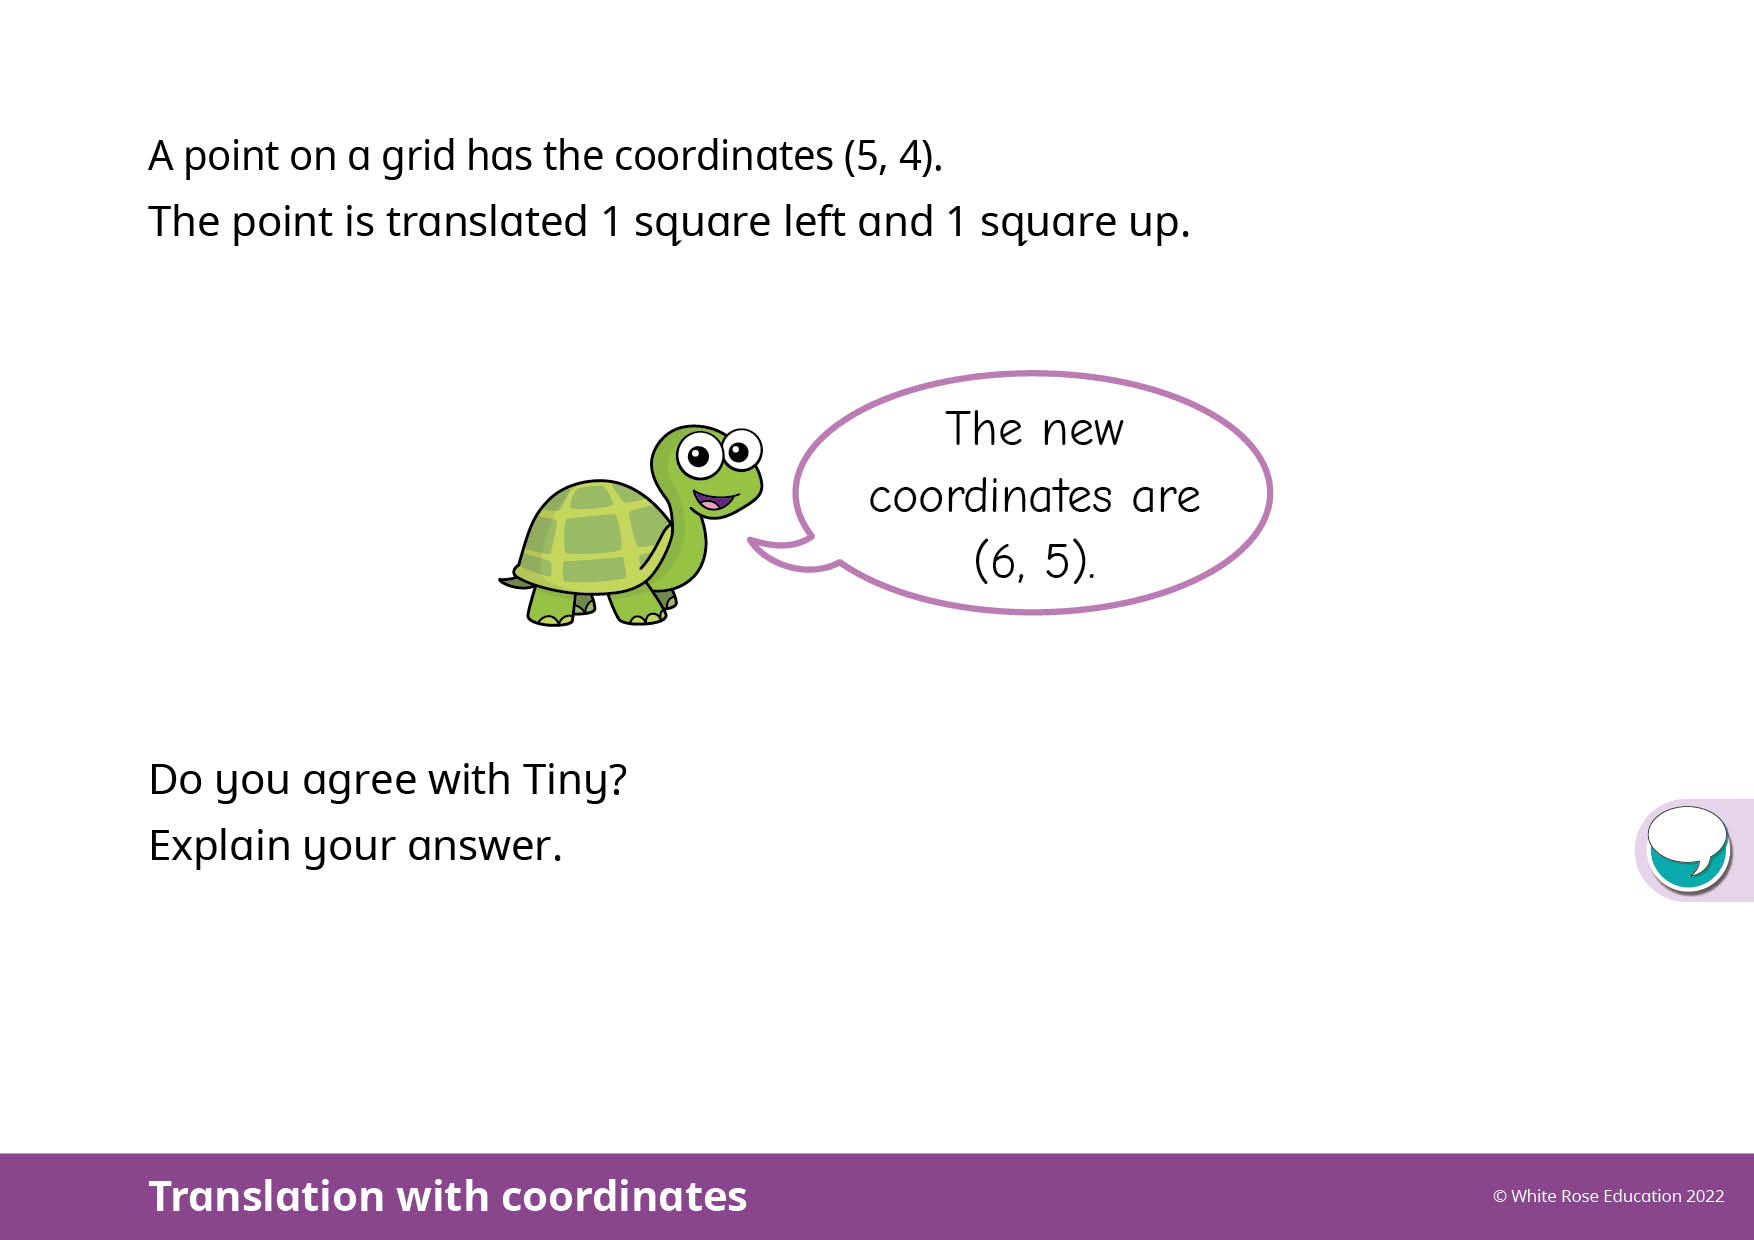 A point on a grid has the coordinates (5, 4).
The point is translated 1 square left and 1 square up.
The new
coordinates are
(6, 5).
Do you agree with Tiny?
Explain your answer.
Translation with coordinates
© White Rose Education 2022